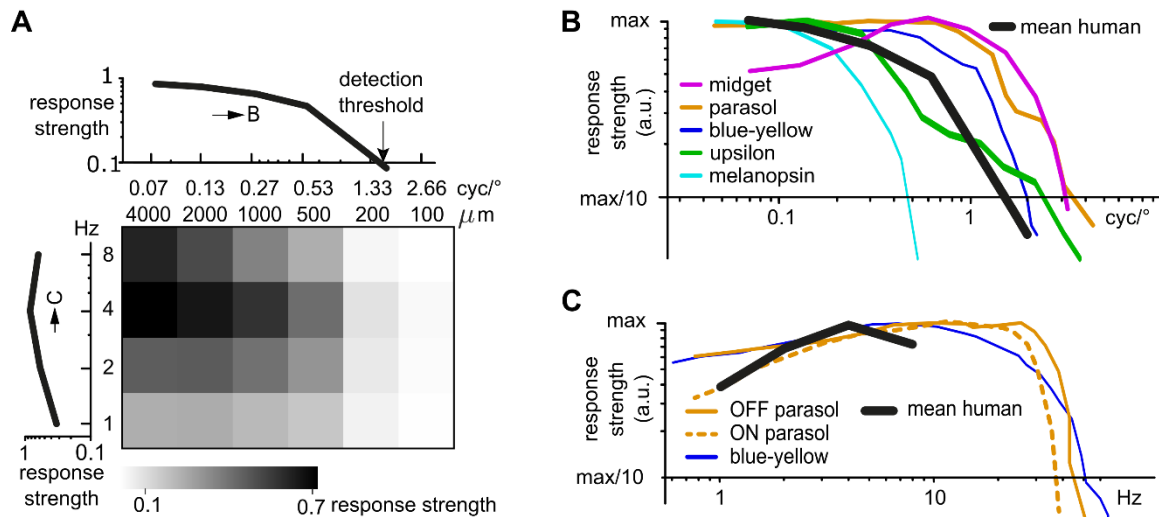 A
response
strength
1
0.1
B
detection
threshold
0.07 0.13 0.27 0.53 1.33 2.66 cyc/°
4000 2000 1000 500 200 100 μm
Hz
8
4
2
1
C
1 0.1
response
strength
0.1 0.7 response strength
B
max
response
strength
(a.u.)
max/10
mean human
midget
parasol
blue-yellow
upsilon
melanopsin
0.1 1 cyc/°
C
max
response
strength
(a.u.)
max/10
OFF parasol
mean human
ON parasol
blue-yellow
1 10 Hz